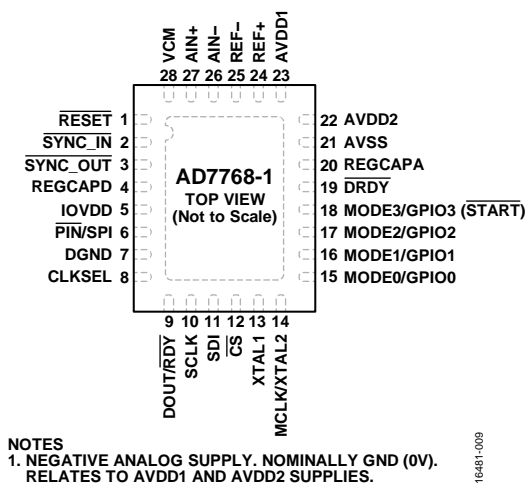 VCM
AIN+
AIN−
REF−
REF+
AVDD1
28 27 26 25 24 23
RESET 1
SYNC_IN 2
SYNC_OUT 3
REGCAPD 4
IOVDD 5
PIN/SPI 6
DGND 7
CLKSEL 8
AD7768-1
TOP VIEW
(Not to Scale)
22 AVDD2
21 AVSS
20 REGCAPA
19 DRDY
18 MODE3/GPIO3 (START)
17 MODE2/GPIO2
16 MODE1/GPIO1
15 MODE0/GPIO0
9 10 11 12 13 14
DOUT/RDY
SCLK
SDI
CS
XTAL1
MCLK/XTAL2
NOTES
1. NEGATIVE ANALOG SUPPLY. NOMINALLY GND (0V).
RELATES TO AVDD1 AND AVDD2 SUPPLIES.
16481-009